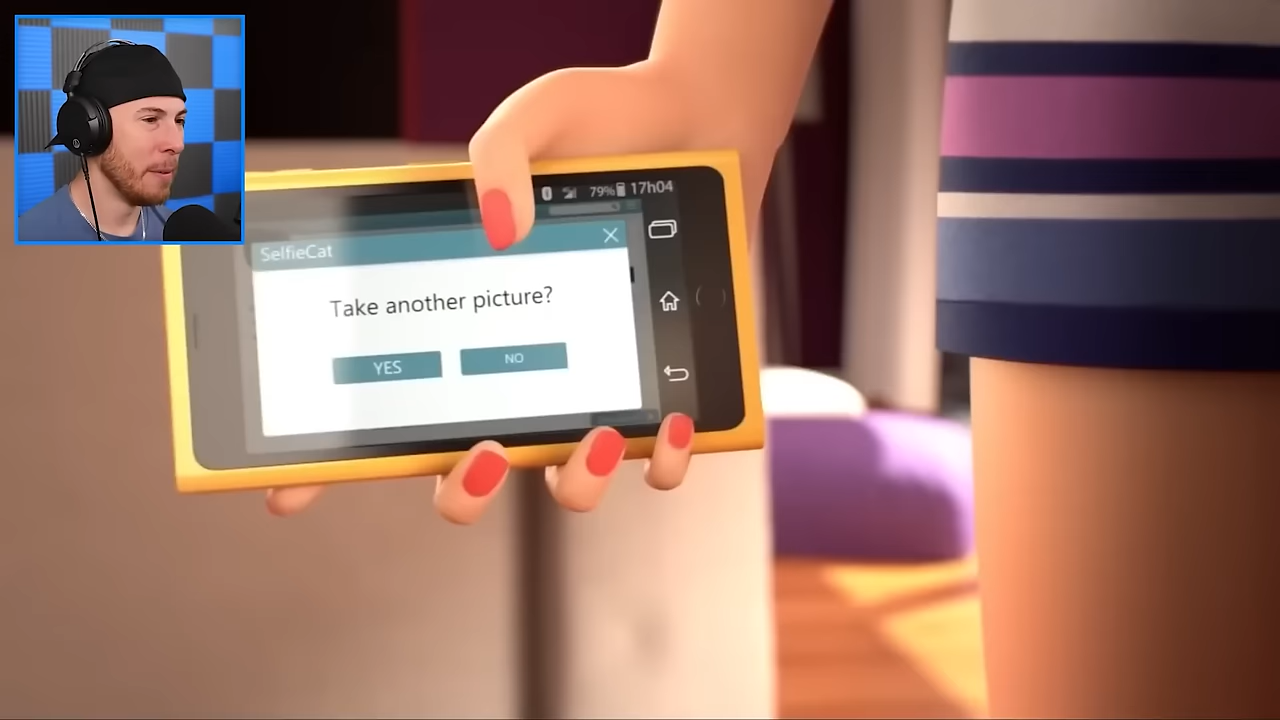 79% 17h04
SelfieCat
Take another picture?
YES NO